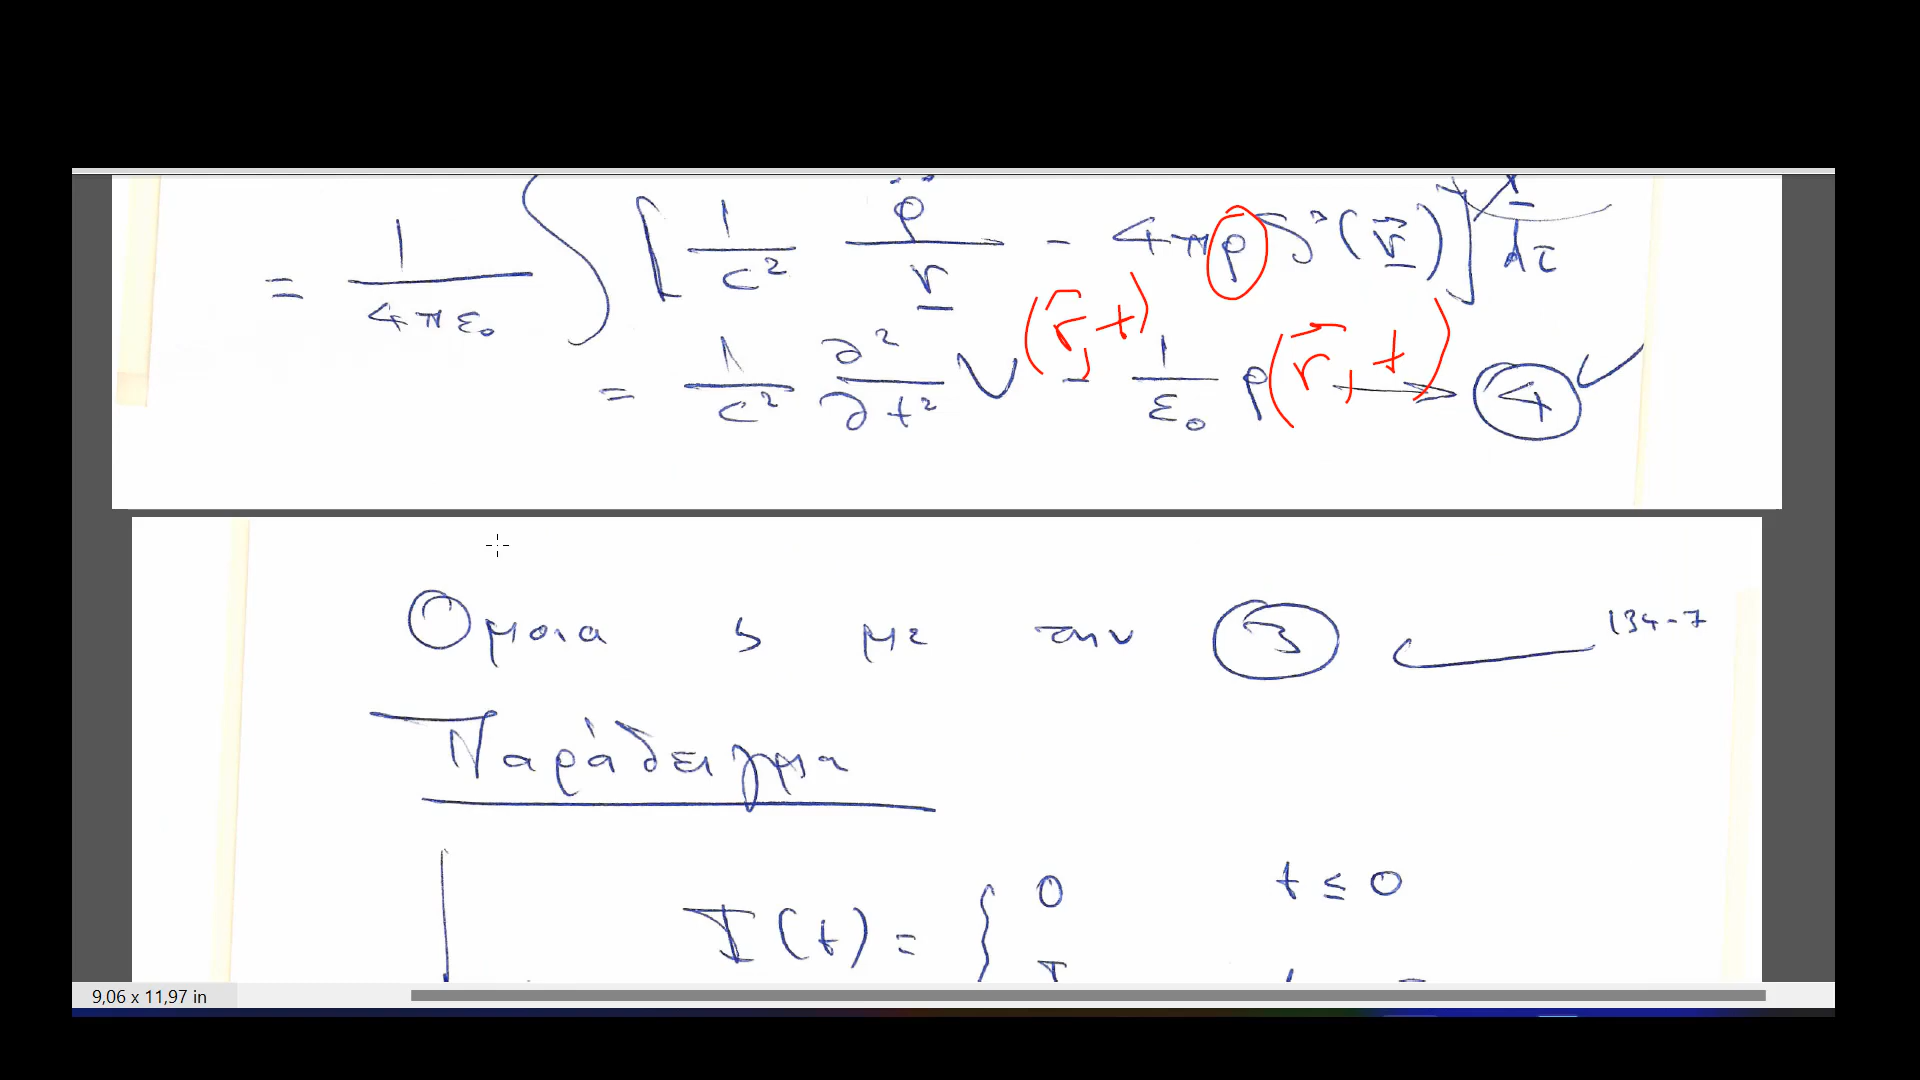 = 1/(4πε₀) ∫ [ 1/c² ρ̈/r − 4πρ δ³(r⃗) ] dτ
= 1/c² ∂²/∂t² V(r⃗, t) − 1/ε₀ ρ(r⃗, t) → ④ ✓
Ομοια & με την ③ 134-7
Παράδειγμα
I(t) = { 0 t ≤ 0
9,06 x 11,97 in